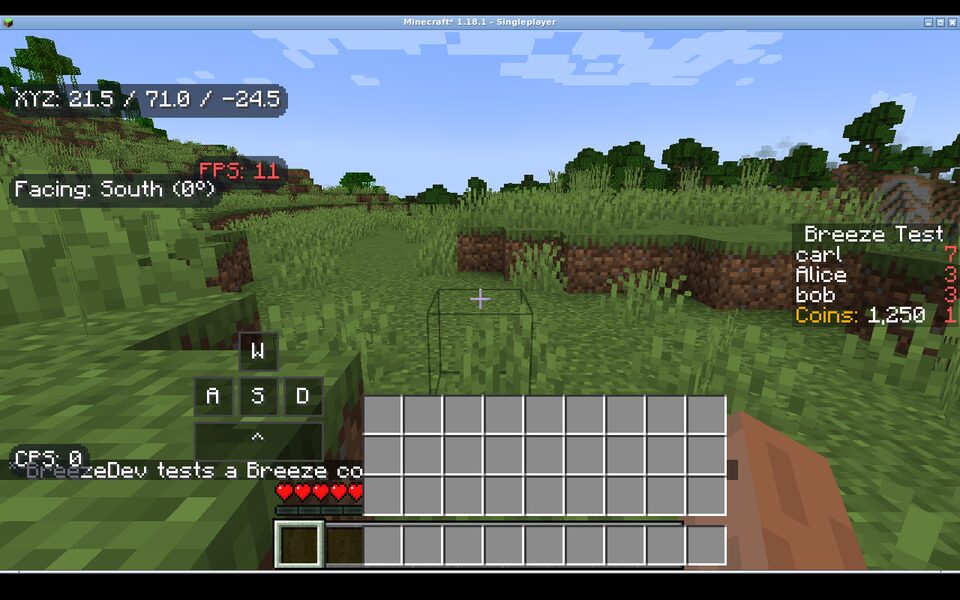 Minecraft* 1.18.1 - Singleplayer
XYZ: 21.5 / 71.0 / -24.5
FPS: 11
Facing: South (0°)
Breeze Test
carl 7
Alice 3
bob 3
Coins: 1,250 1
W
A S D
^
CPS: 0
BreezeDev tests a Breeze co